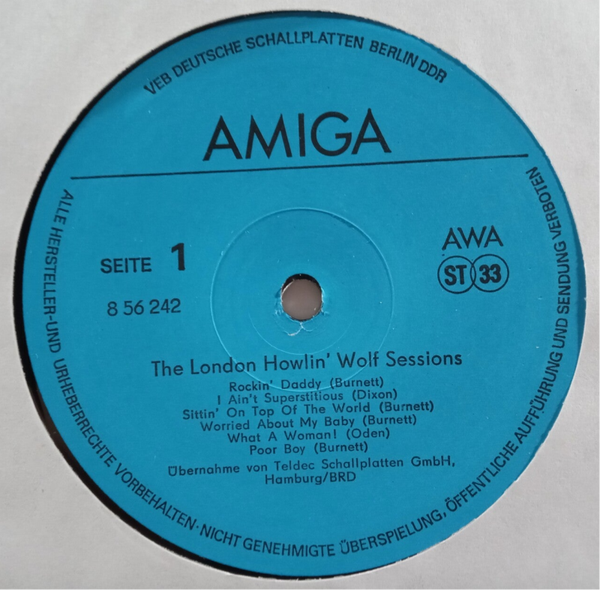 VEB DEUTSCHE SCHALLPLATTEN BERLIN DDR
AMIGA
SEITE 1
8 56 242
AWA
ST 33
The London Howlin' Wolf Sessions
Rockin' Daddy (Burnett)
I Ain't Superstitious (Dixon)
Sittin' On Top Of The World (Burnett)
Worried About My Baby (Burnett)
What A Woman! (Oden)
Poor Boy (Burnett)
Übernahme von Teldec Schallplatten GmbH,
Hamburg/BRD
ALLE HERSTELLER-UND URHEBERRECHTE VORBEHALTEN·NICHT GENEHMIGTE ÜBERSPIELUNG, ÖFFENTLICHE AUFFÜHRUNG UND SENDUNG VERBOTEN